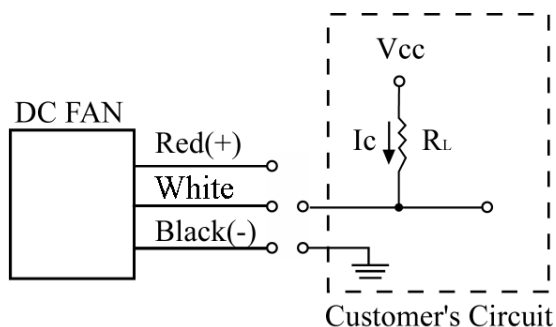 Vcc
DC FAN
Red(+)
Ic
RL
White
Black(-)
Customer's Circuit